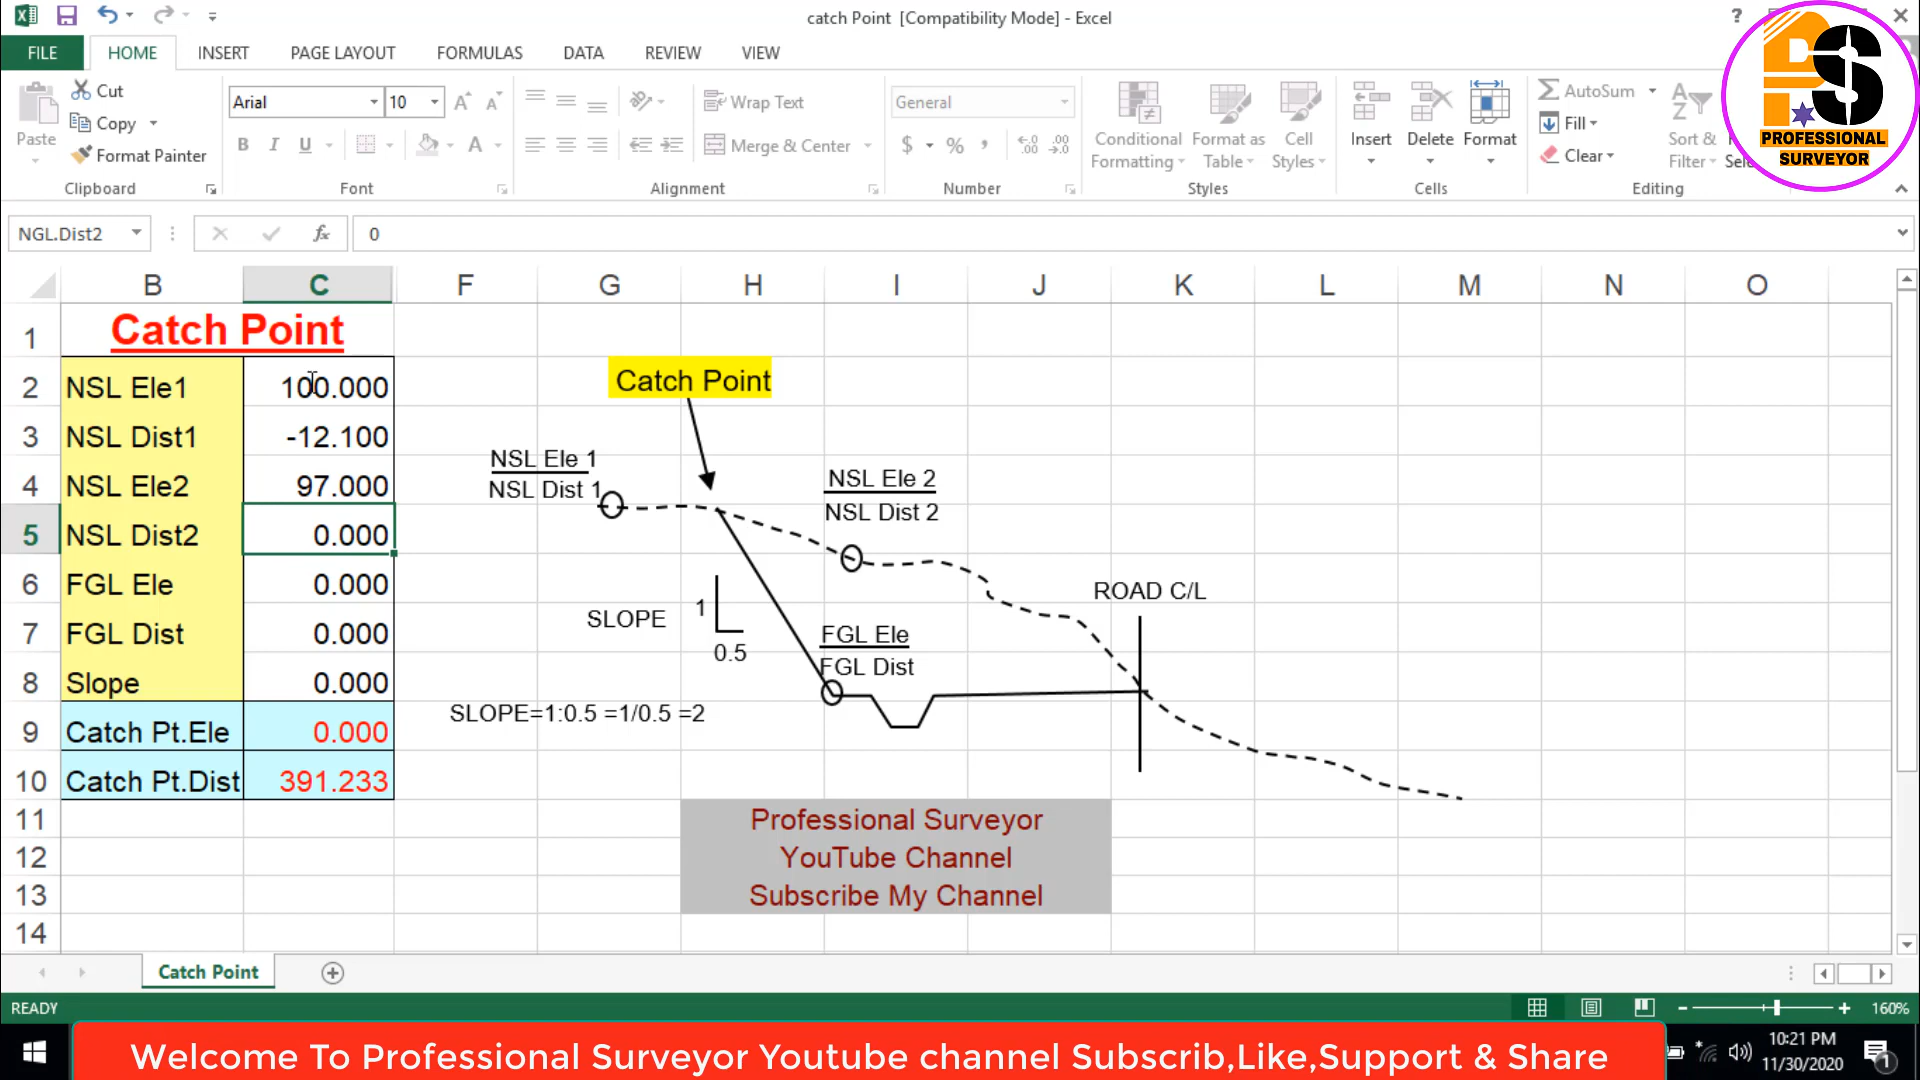 catch Point [Compatibility Mode] - Excel
?
FILE HOME INSERT PAGE LAYOUT FORMULAS DATA REVIEW VIEW
Cut
Copy
Format Painter
Paste
Clipboard
Arial 10
B I U
Font
Wrap Text
Merge & Center
Alignment
General
$ % ,
Number
Conditional Formatting
Format as Table
Cell Styles
Styles
Insert Delete Format
Cells
AutoSum
Fill
Clear
Sort & Filter
Editing
PS
PROFESSIONAL
SURVEYOR
NGL.Dist2 fx 0
B C F G H I J K L M N O
1 Catch Point
2 NSL Ele1 100.000
3 NSL Dist1 -12.100
4 NSL Ele2 97.000
5 NSL Dist2 0.000
6 FGL Ele 0.000
7 FGL Dist 0.000
8 Slope 0.000
9 Catch Pt.Ele 0.000
10 Catch Pt.Dist 391.233
11
12
13
14
Catch Point
NSL Ele 1
NSL Dist 1
NSL Ele 2
NSL Dist 2
ROAD C/L
SLOPE 1
0.5
FGL Ele
FGL Dist
SLOPE=1:0.5 =1/0.5 =2
Professional Surveyor
YouTube Channel
Subscribe My Channel
Catch Point
READY
160%
Welcome To Professional Surveyor Youtube channel Subscrib,Like,Support & Share
10:21 PM
11/30/2020
1